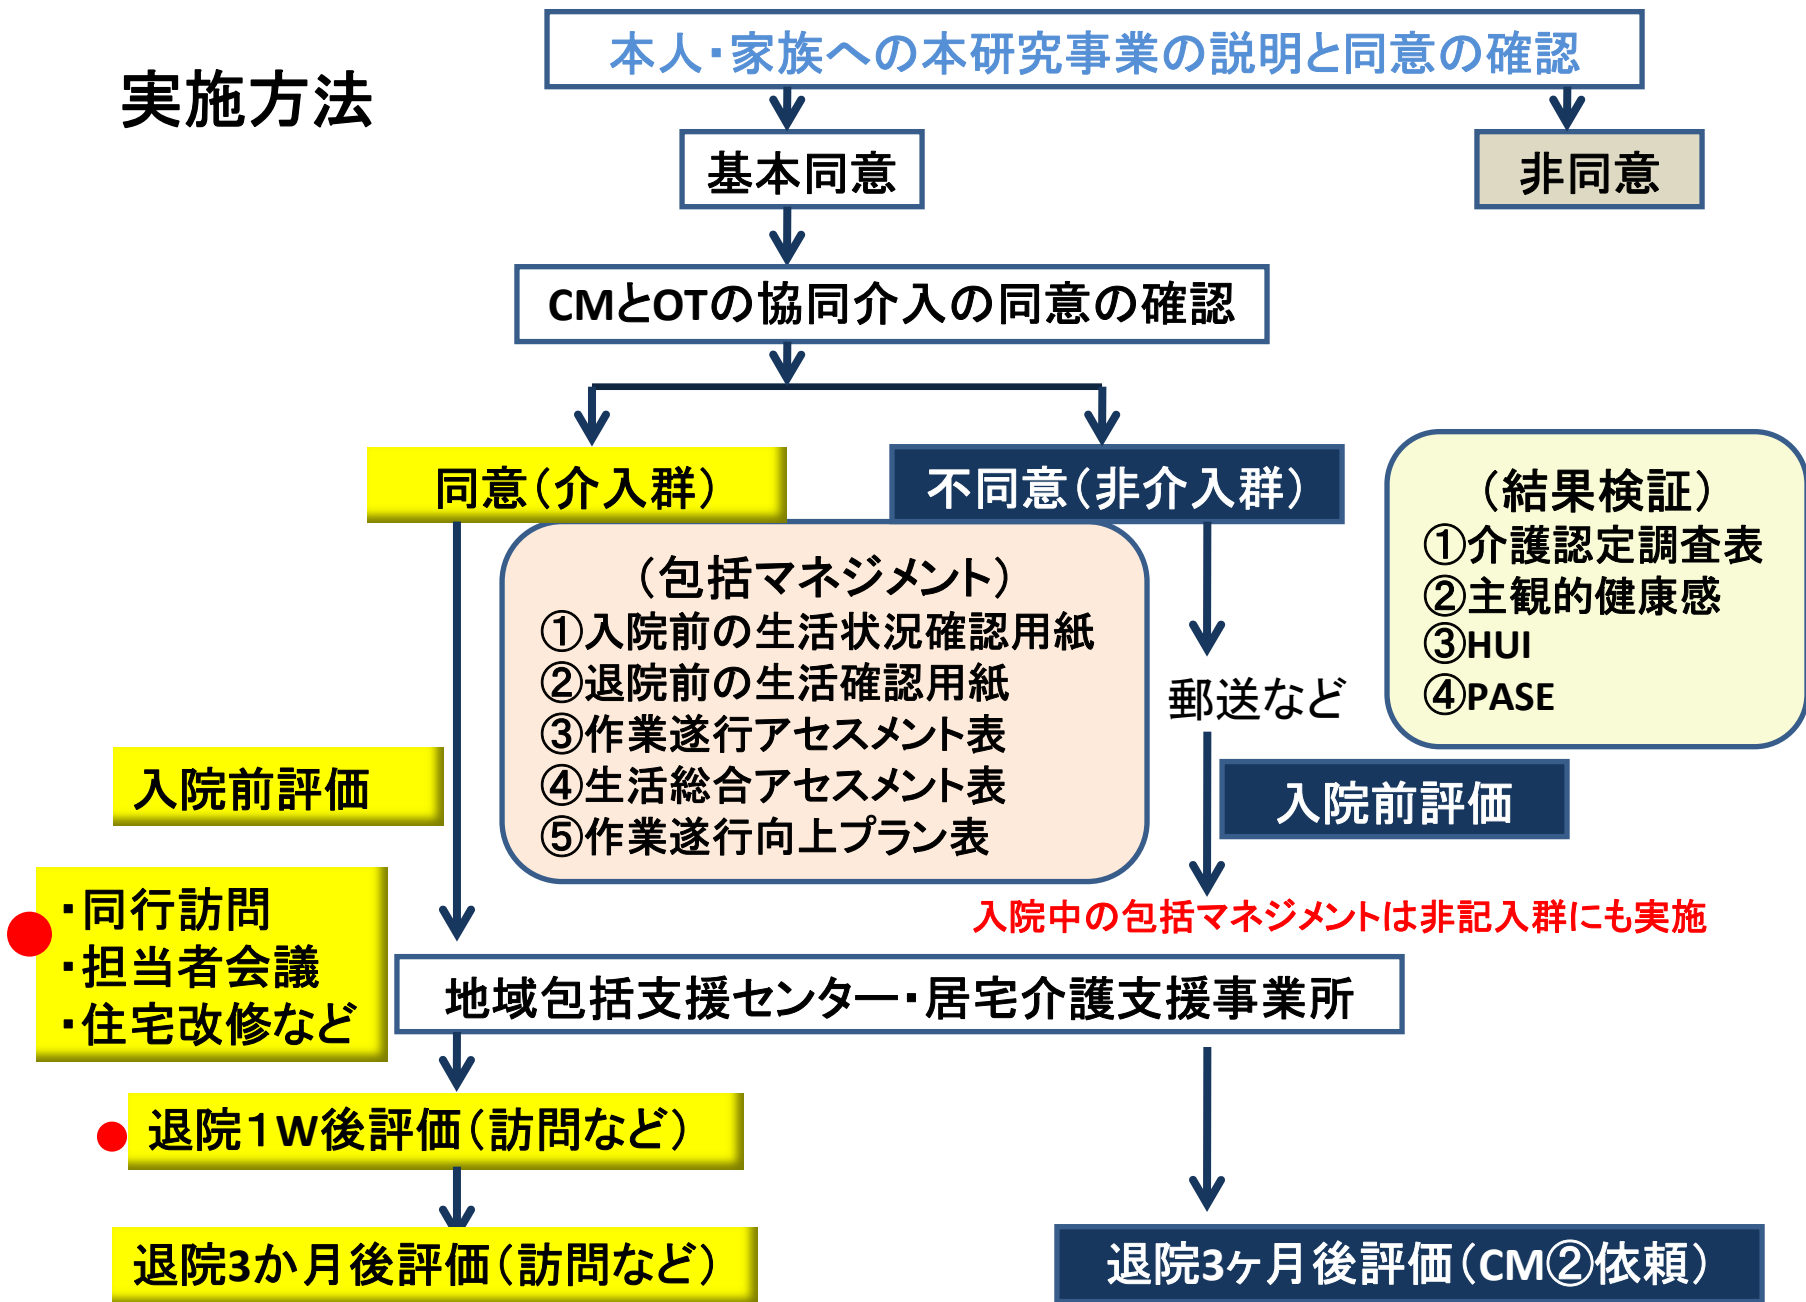 本人・家族への本研究事業の説明と同意の確認
実施方法
基本同意
非同意
CMとOTの協同介入の同意の確認
同意（介入群）
不同意（非介入群）
（結果検証）
①介護認定調査表
②主観的健康感
③HUI
④PASE
（包括マネジメント）
①入院前の生活状況確認用紙
②退院前の生活確認用紙
③作業遂行アセスメント表
④生活総合アセスメント表
⑤作業遂行向上プラン表
郵送など
入院前評価
入院前評価
・同行訪問
・担当者会議
・住宅改修など
入院中の包括マネジメントは非記入群にも実施
地域包括支援センター・居宅介護支援事業所
退院１W後評価（訪問など）
退院3か月後評価（訪問など）
退院3ヶ月後評価（CM②依頼）